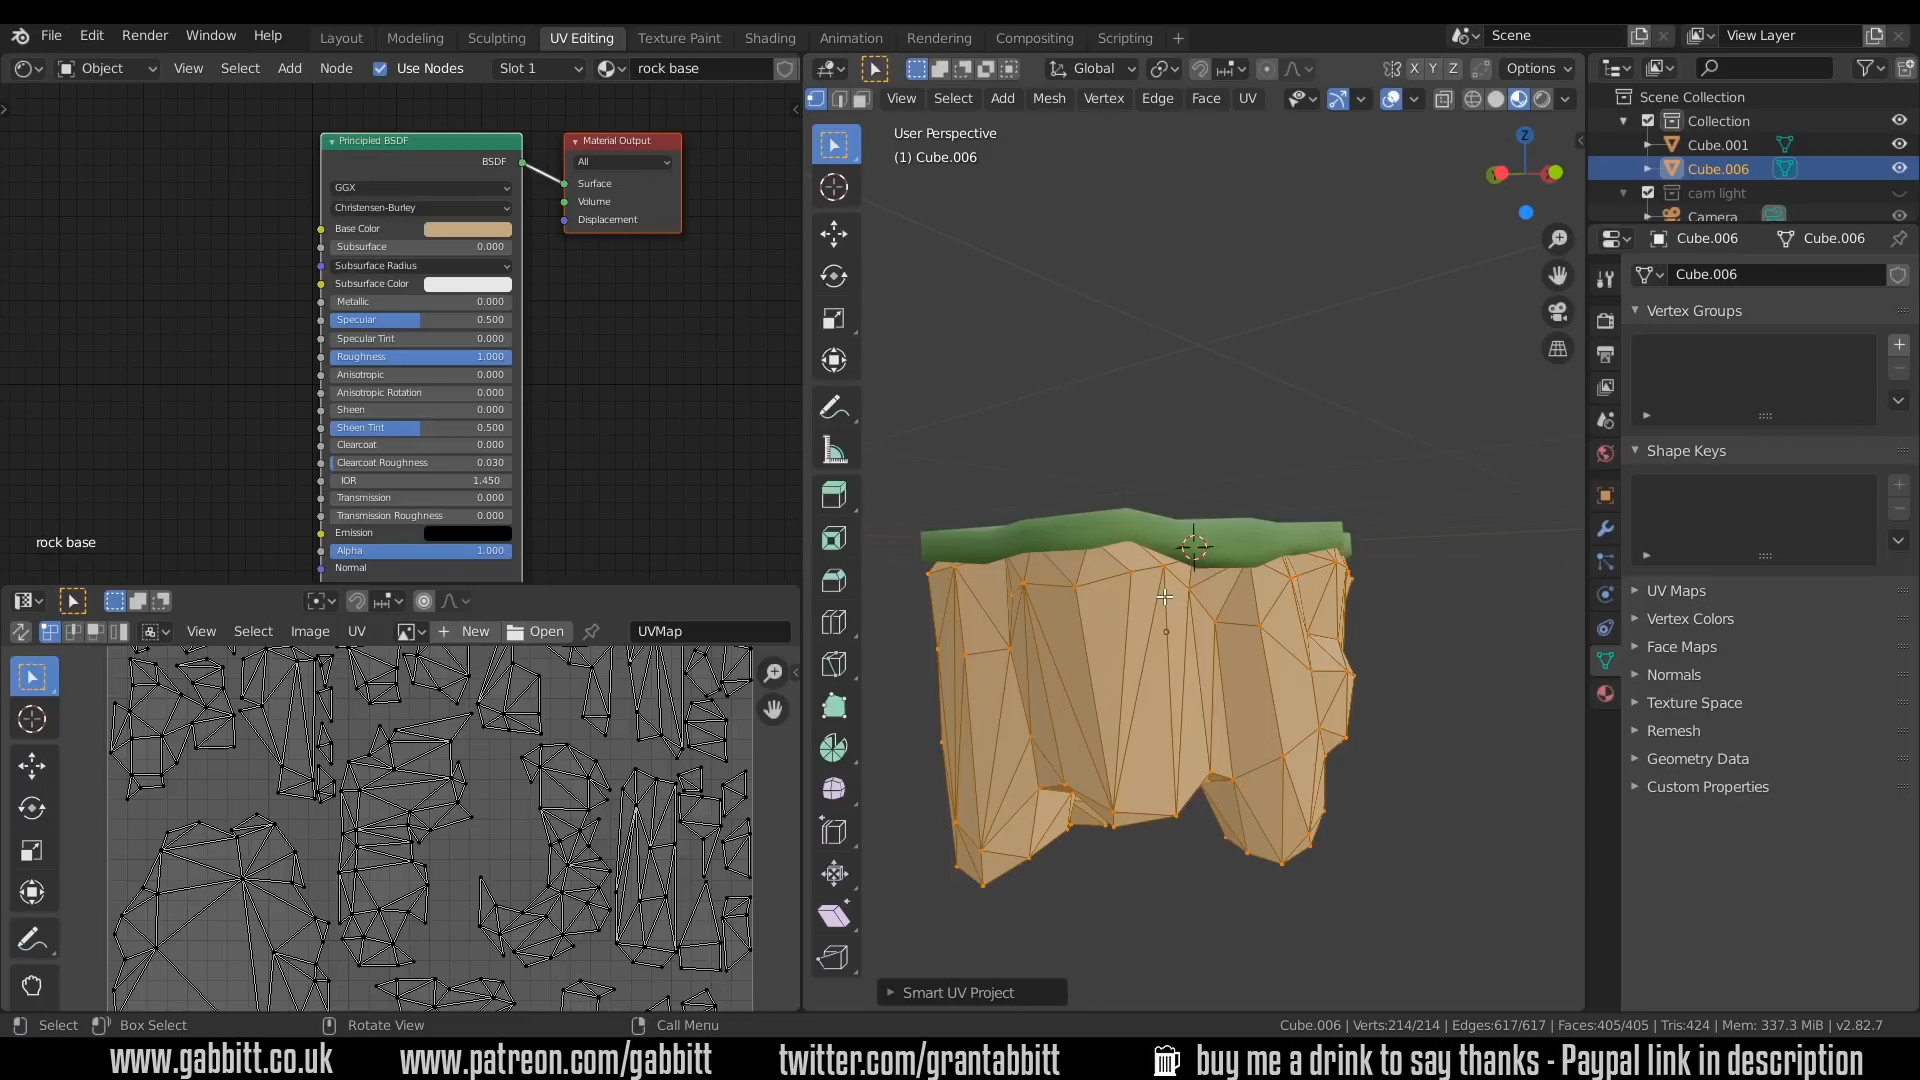 File Edit Render Window Help
Layout Modeling Sculpting UV Editing Texture Paint Shading Animation Rendering Compositing Scripting +
Scene
View Layer
Object View Select Add Node Use Nodes Slot 1 rock base
Global
X Y Z
Options
View Select Add Mesh Vertex Edge Face UV
User Perspective
(1) Cube.006
Z
Principled BSDF
BSDF
GGX
Christensen-Burley
Base Color
Subsurface 0.000
Subsurface Radius
Subsurface Color
Metallic 0.000
Specular 0.500
Specular Tint 0.000
Roughness 1.000
Anisotropic 0.000
Anisotropic Rotation 0.000
Sheen 0.000
Sheen Tint 0.500
Clearcoat 0.000
Clearcoat Roughness 0.030
IOR 1.450
Transmission 0.000
Transmission Roughness 0.000
Emission
Alpha 1.000
Normal
Material Output
All
Surface
Volume
Displacement
rock base
View Select Image UV
+ New
Open
UVMap
Smart UV Project
Scene Collection
Collection
Cube.001
Cube.006
cam light
Camera
Cube.006
Cube.006
Cube.006
Vertex Groups
Shape Keys
UV Maps
Vertex Colors
Face Maps
Normals
Texture Space
Remesh
Geometry Data
Custom Properties
Select Box Select Rotate View Call Menu
Cube.006 | Verts:214/214 | Edges:617/617 | Faces:405/405 | Tris:424 | Mem: 337.3 MiB | v2.82.7
www.gabbitt.co.uk www.patreon.com/gabbitt twitter.com/grantabbitt buy me a drink to say thanks - Paypal link in description